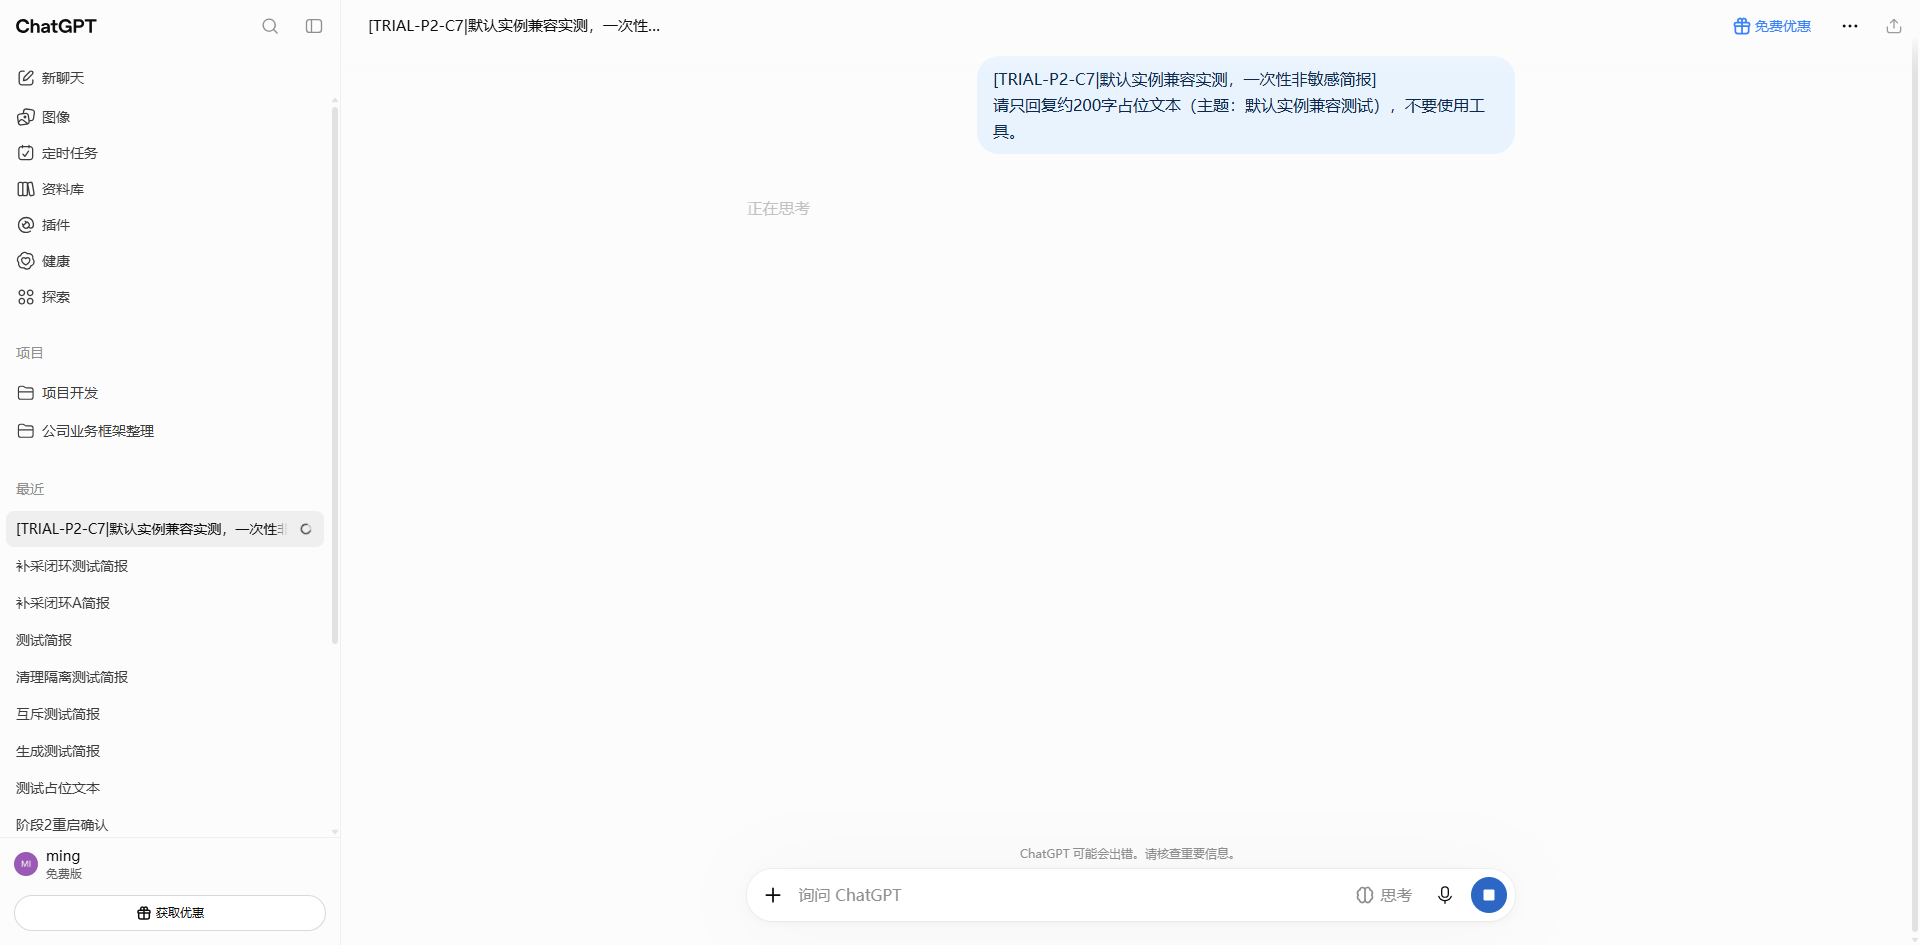 ChatGPT
新聊天
图像
定时任务
资料库
插件
健康
探索
项目
项目开发
公司业务框架整理
最近
[TRIAL-P2-C7|默认实例兼容实测，一次性非
补采闭环测试简报
补采闭环A简报
测试简报
清理隔离测试简报
互斥测试简报
生成测试简报
测试占位文本
阶段2重启确认
MI
ming
免费版
获取优惠
[TRIAL-P2-C7|默认实例兼容实测，一次性...
免费优惠
[TRIAL-P2-C7|默认实例兼容实测，一次性非敏感简报]
请只回复约200字占位文本（主题：默认实例兼容测试），不要使用工
具。
正在思考
ChatGPT 可能会出错。请核查重要信息。
询问 ChatGPT
思考